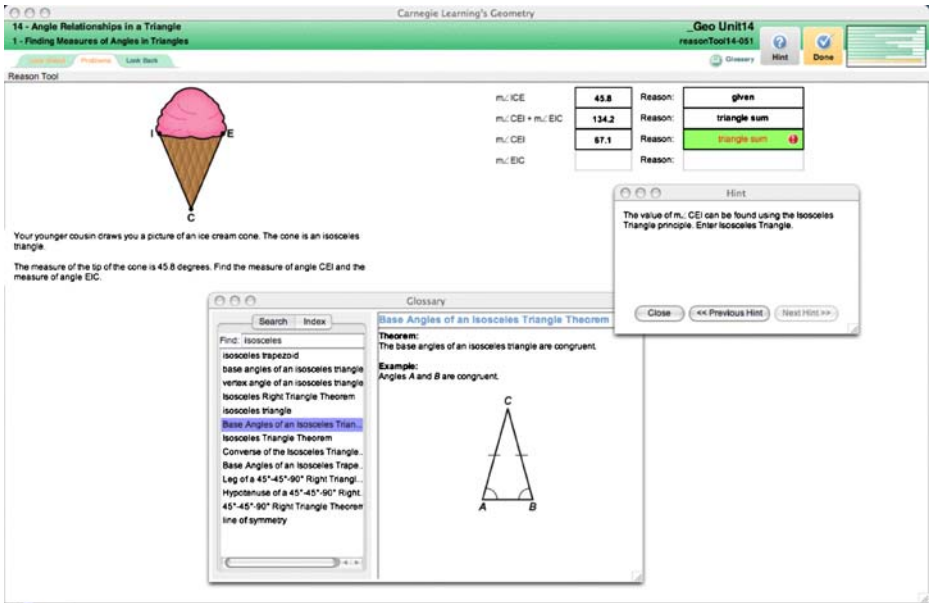 Carnegie Learning's Geometry
14 - Angle Relationships in a Triangle
_Geo Unit14
1 - Finding Measures of Angles in Triangles
reasonTool14-051
Look Ahead
Problems
Look Back
Glossary
Hint
Done
Reason Tool
I
E
C
m∠ICE 45.8 Reason: given
m∠CEI + m∠EIC 134.2 Reason: triangle sum
m∠CEI 67.1 Reason: triangle sum
m∠EIC Reason:
Your younger cousin draws you a picture of an ice cream cone. The cone is an isosceles
triangle.
The measure of the tip of the cone is 45.8 degrees. Find the measure of angle CEI and the
measure of angle EIC.
Hint
The value of m∠ CEI can be found using the Isosceles
Triangle principle. Enter Isosceles Triangle.
Close
<< Previous Hint
Next Hint >>
Glossary
Search
Index
Find: isosceles
isosceles trapezoid
base angles of an isosceles triangle
vertex angle of an isosceles triangle
Isosceles Right Triangle Theorem
isosceles triangle
Base Angles of an Isosceles Trian...
Isosceles Triangle Theorem
Converse of the Isosceles Triangle...
Base Angles of an Isosceles Trape...
Leg of a 45°-45°-90° Right Triangl...
Hypotenuse of a 45°-45°-90° Right...
45°-45°-90° Right Triangle Theorem
line of symmetry
Base Angles of an Isosceles Triangle Theorem
Theorem:
The base angles of an isosceles triangle are congruent.
Example:
Angles A and B are congruent.
C
A
B